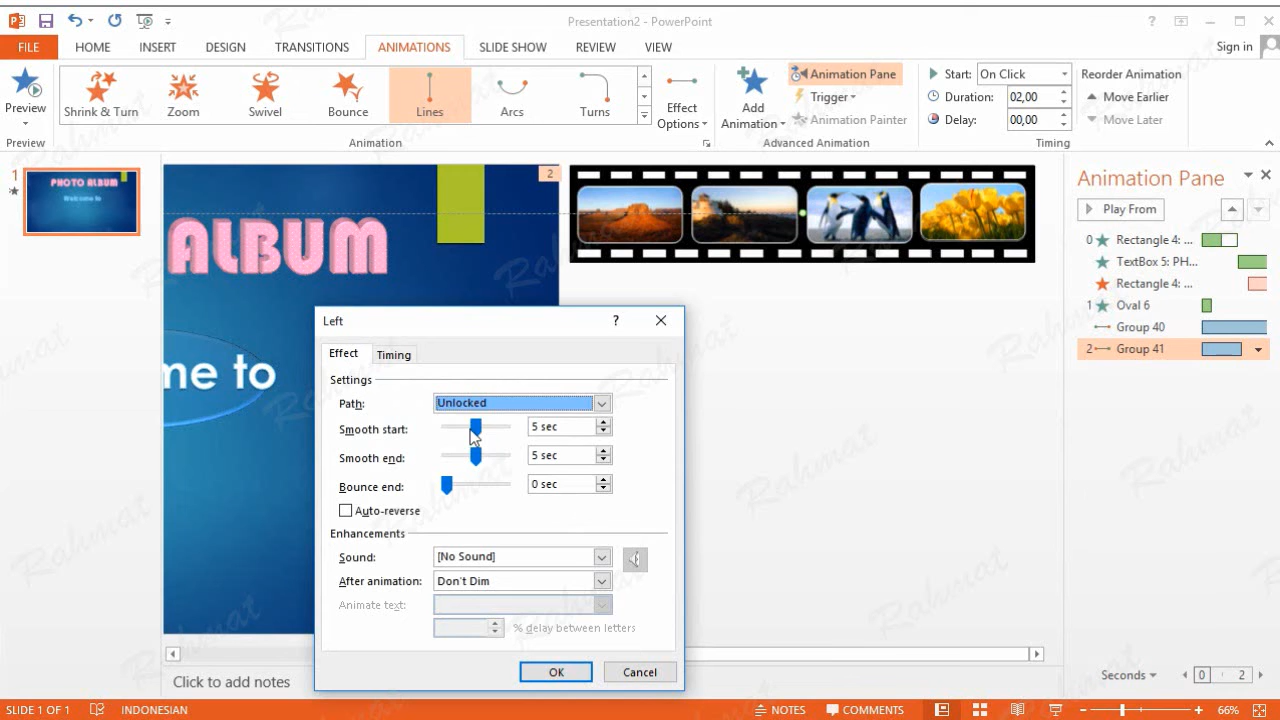 Presentation2 - PowerPoint
FILE HOME INSERT DESIGN TRANSITIONS ANIMATIONS SLIDE SHOW REVIEW VIEW Sign in
Shrink & Turn Zoom Swivel Bounce Lines Arcs Turns
Preview
Effect Options
Add Animation
Animation Pane
Trigger
Animation Painter
Start: On Click
Duration: 02,00
Delay: 00,00
Reorder Animation
Move Earlier
Move Later
Preview Animation Advanced Animation Timing
1
PHOTO ALBUM
Welcome to
2
ALBUM
me to
Animation Pane
Play From
0 Rectangle 4: ...
TextBox 5: PH...
Rectangle 4: ...
1 Oval 6
Group 40
2 Group 41
Seconds 0 2
Left ?
Effect Timing
Settings
Path: Unlocked
Smooth start: 5 sec
Smooth end: 5 sec
Bounce end: 0 sec
Auto-reverse
Enhancements
Sound: [No Sound]
After animation: Don't Dim
Animate text:
% delay between letters
OK Cancel
Click to add notes
SLIDE 1 OF 1 INDONESIAN NOTES COMMENTS 66%
Rahmat